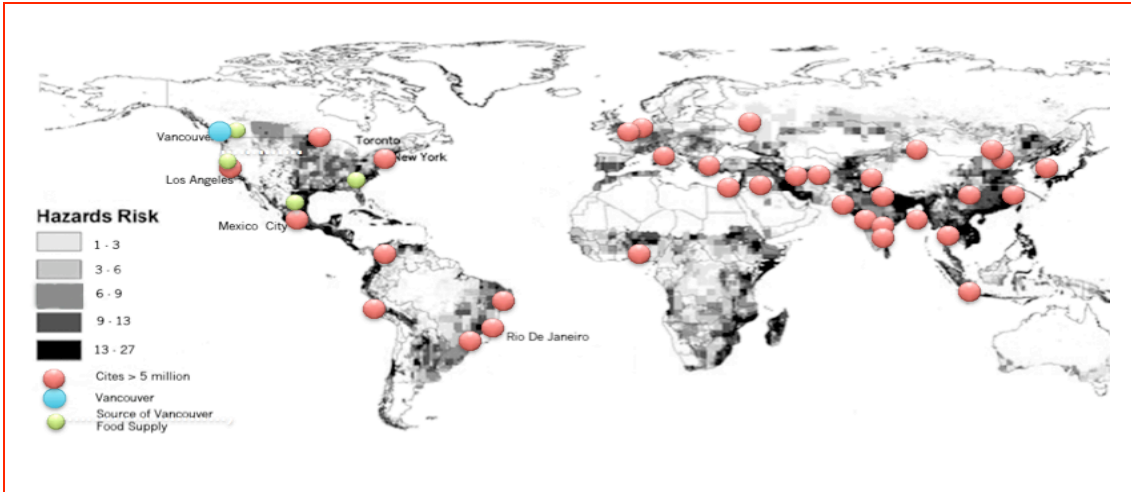 Vancouve
Toronto
New York
Los Angeles
Mexico City
Rio De Janeiro
Hazards Risk
1 - 3
3 - 6
6 - 9
9 - 13
13 - 27
Cites > 5 million
Vancouver
Source of Vancouver
Food Supply